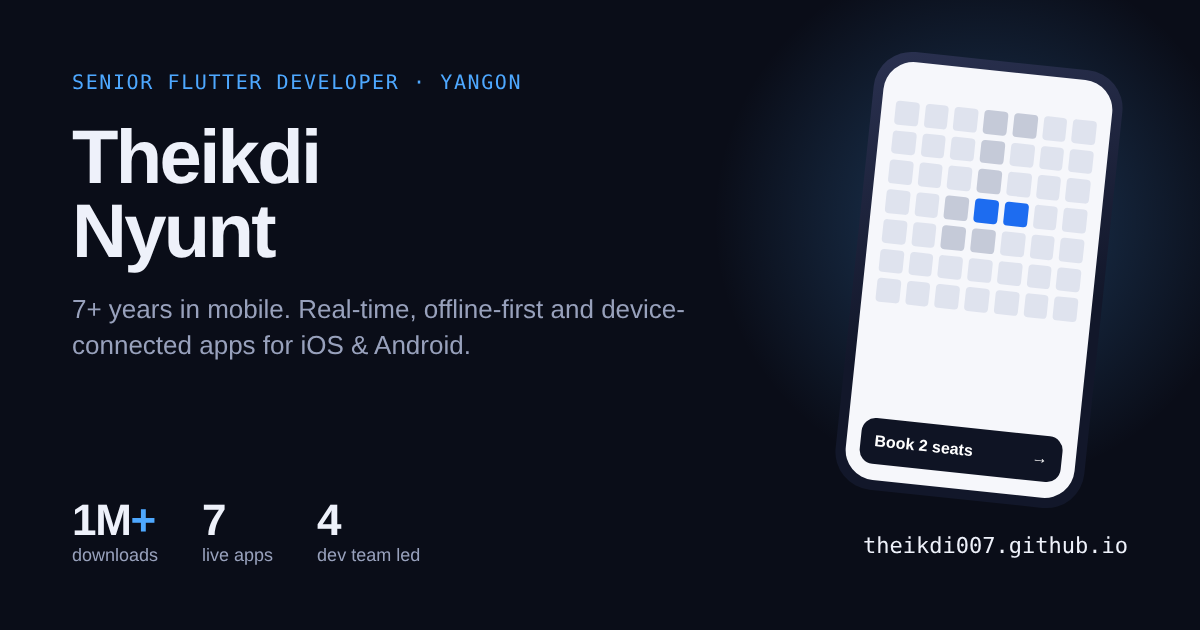 SENIOR FLUTTER DEVELOPER · YANGON
Theikdi
Nyunt
7+ years in mobile. Real-time, offline-first and device-
connected apps for iOS & Android.
Book 2 seats →
1M+ 7 4
downloads live apps dev team led
theikdi007.github.io